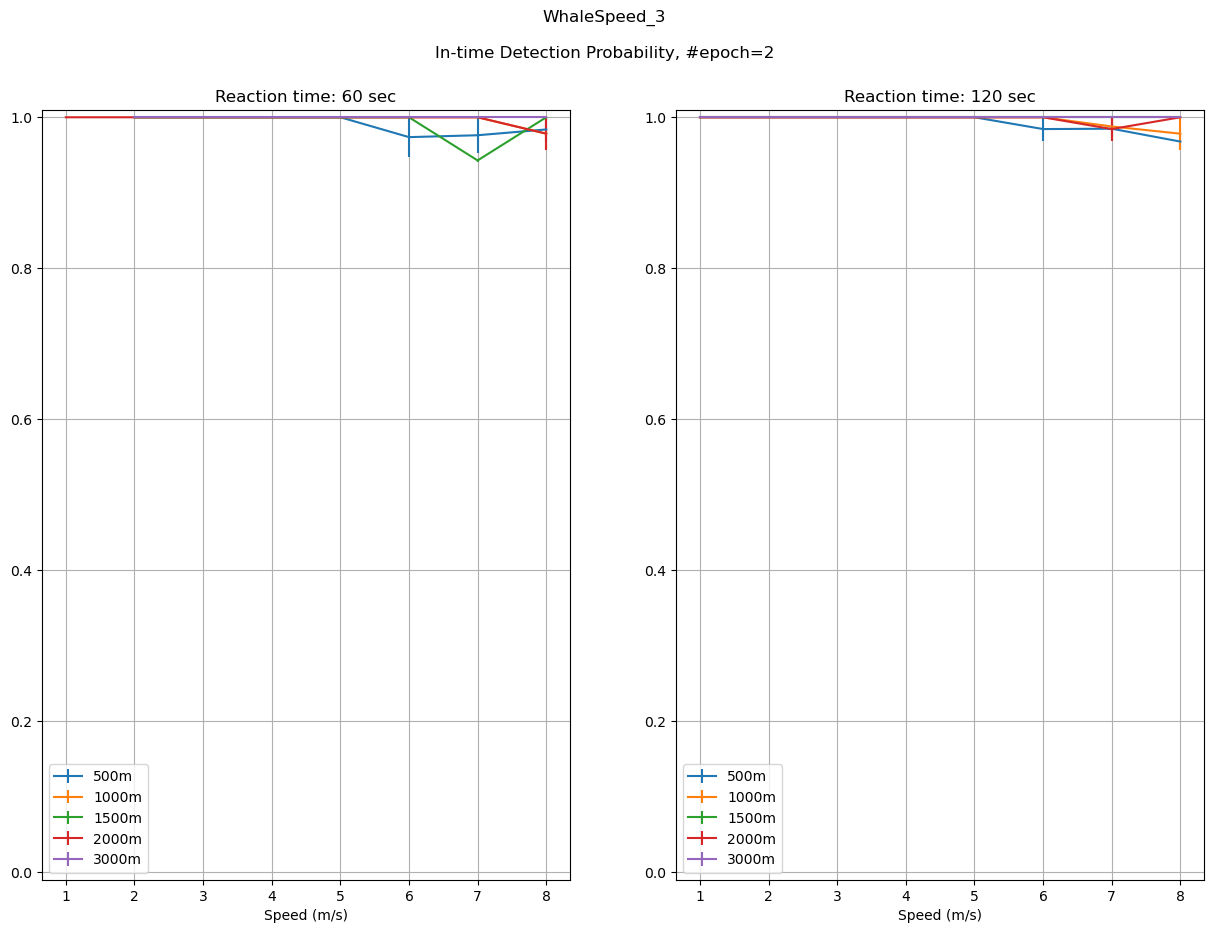 WhaleSpeed_3
In-time Detection Probability, #epoch=2
Reaction time: 60 sec
1.0
0.8
0.6
0.4
0.2
0.0
500m
1000m
1500m
2000m
3000m
1 2 3 4 5 6 7 8
Speed (m/s)
Reaction time: 120 sec
1.0
0.8
0.6
0.4
0.2
0.0
500m
1000m
1500m
2000m
3000m
1 2 3 4 5 6 7 8
Speed (m/s)